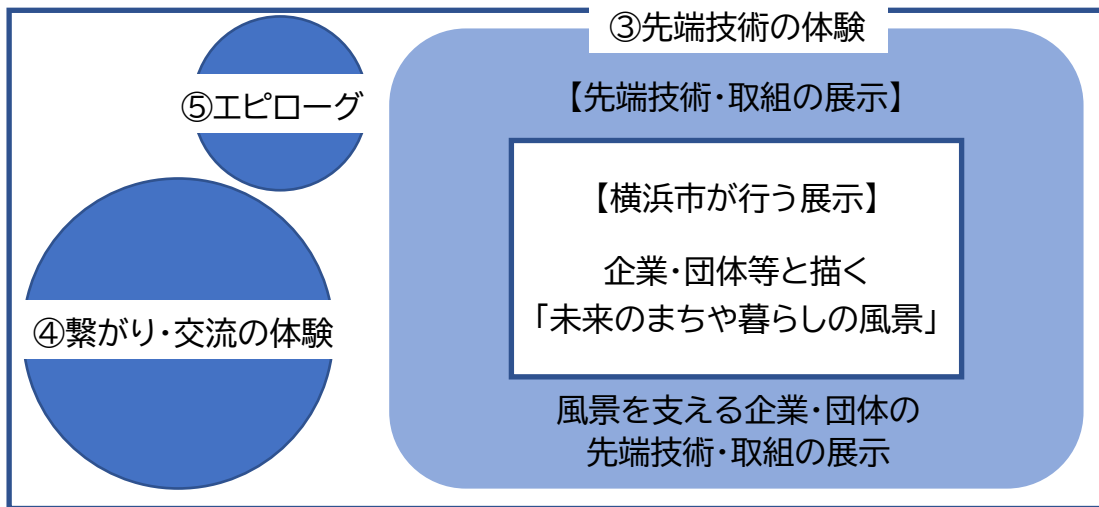 ③先端技術の体験
【先端技術・取組の展示】
【横浜市が行う展示】
企業・団体等と描く
「未来のまちや暮らしの風景」
風景を支える企業・団体の
先端技術・取組の展示
④繋がり・交流の体験
⑤エピローグ